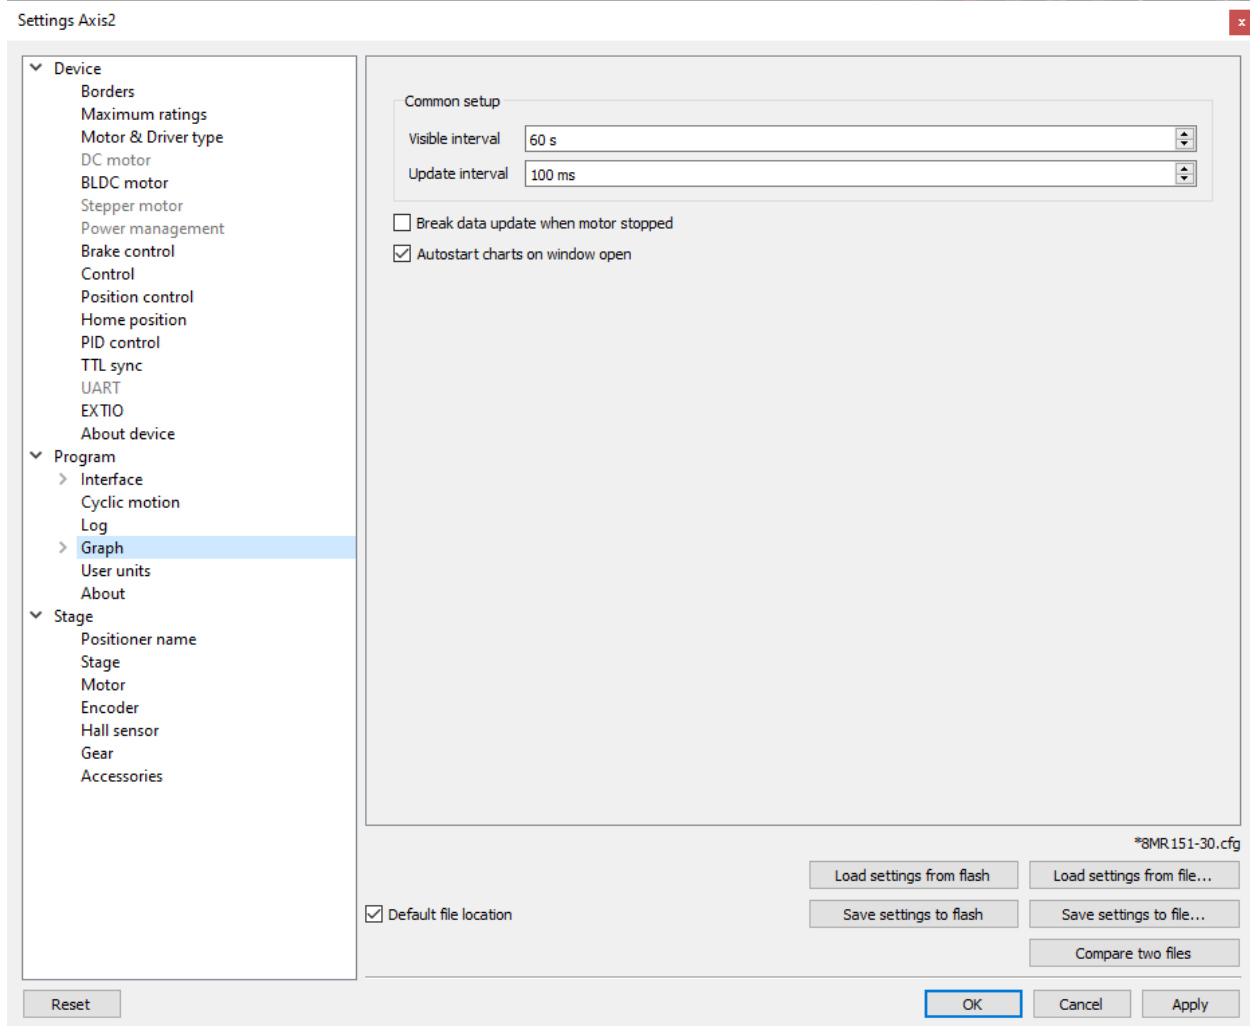 Settings Axis2
x
Device
Borders
Maximum ratings
Motor & Driver type
DC motor
BLDC motor
Stepper motor
Power management
Brake control
Control
Position control
Home position
PID control
TTL sync
UART
EXTIO
About device
Program
Interface
Cyclic motion
Log
Graph
User units
About
Stage
Positioner name
Stage
Motor
Encoder
Hall sensor
Gear
Accessories
Common setup
Visible interval 60 s
Update interval 100 ms
Break data update when motor stopped
Autostart charts on window open
*8MR151-30.cfg
Load settings from flash Load settings from file...
Default file location Save settings to flash Save settings to file...
Compare two files
Reset OK Cancel Apply